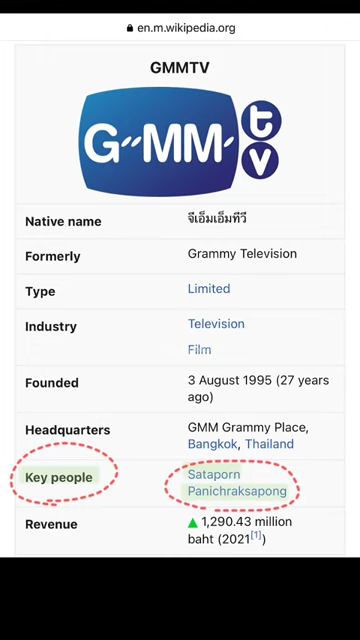 en.m.wikipedia.org
GMMTV
G MM
tv
Native name จีเอ็มเอ็มทีวี
Formerly Grammy Television
Type Limited
Industry Television
Film
Founded 3 August 1995 (27 years
ago)
Headquarters GMM Grammy Place,
Bangkok, Thailand
Key people Sataporn
Panichraksapong
Revenue ▲ 1,290.43 million
baht (2021[1])